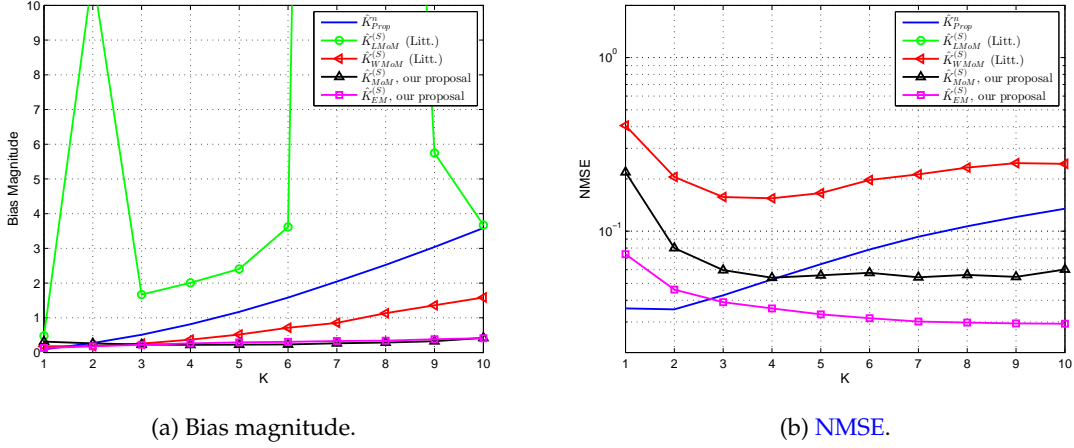 10
9
8
7
6
5
4
3
2
1
0
Bias Magnitude
1 2 3 4 5 6 7 8 9 10
K
K̂ⁿ_Prop
K̂^(S)_LMoM (Litt.)
K̂^(S)_WMoM (Litt.)
K̂^(S)_MoM, our proposal
K̂^(S)_EM, our proposal
(a) Bias magnitude.
10⁰
10⁻¹
NMSE
1 2 3 4 5 6 7 8 9 10
K
K̂ⁿ_Prop
K̂^(S)_LMoM (Litt.)
K̂^(S)_WMoM (Litt.)
K̂^(S)_MoM, our proposal
K̂^(S)_EM, our proposal
(b) NMSE.